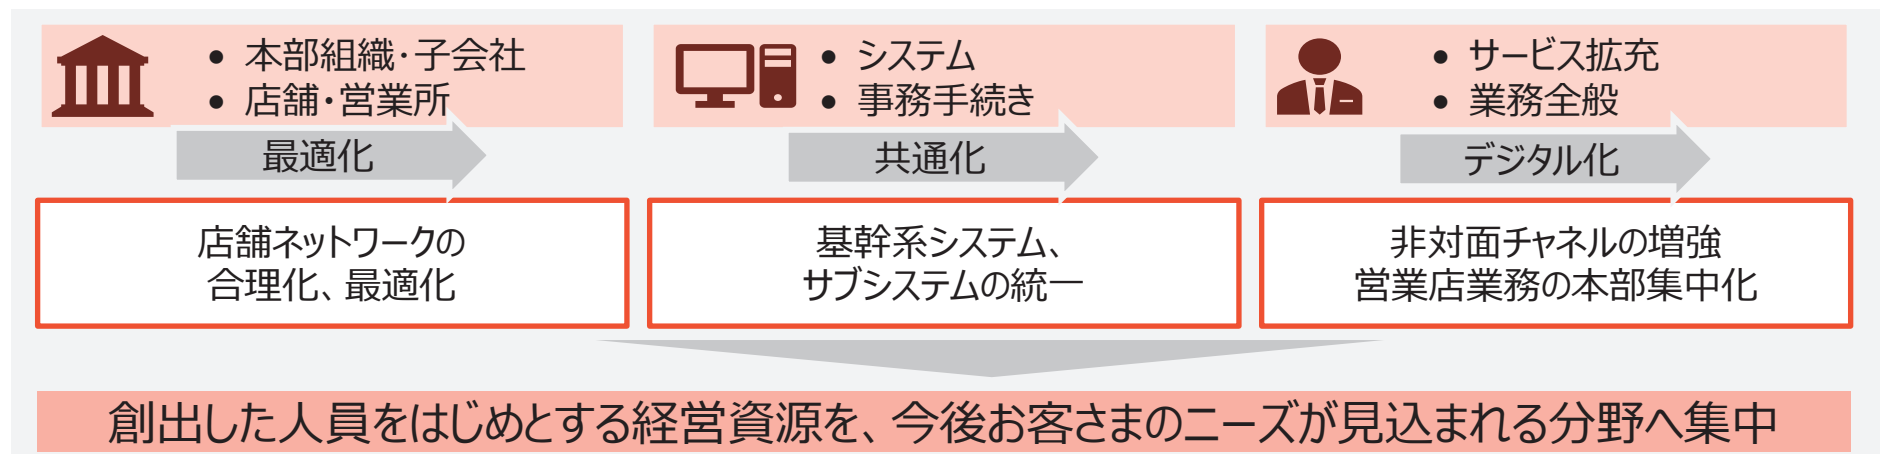 • 本部組織・子会社
• 店舗・営業所
最適化
店舗ネットワークの
合理化、最適化
• システム
• 事務手続き
共通化
基幹系システム、
サブシステムの統一
• サービス拡充
• 業務全般
デジタル化
非対面チャネルの増強
営業店業務の本部集中化
創出した人員をはじめとする経営資源を、今後お客さまのニーズが見込まれる分野へ集中